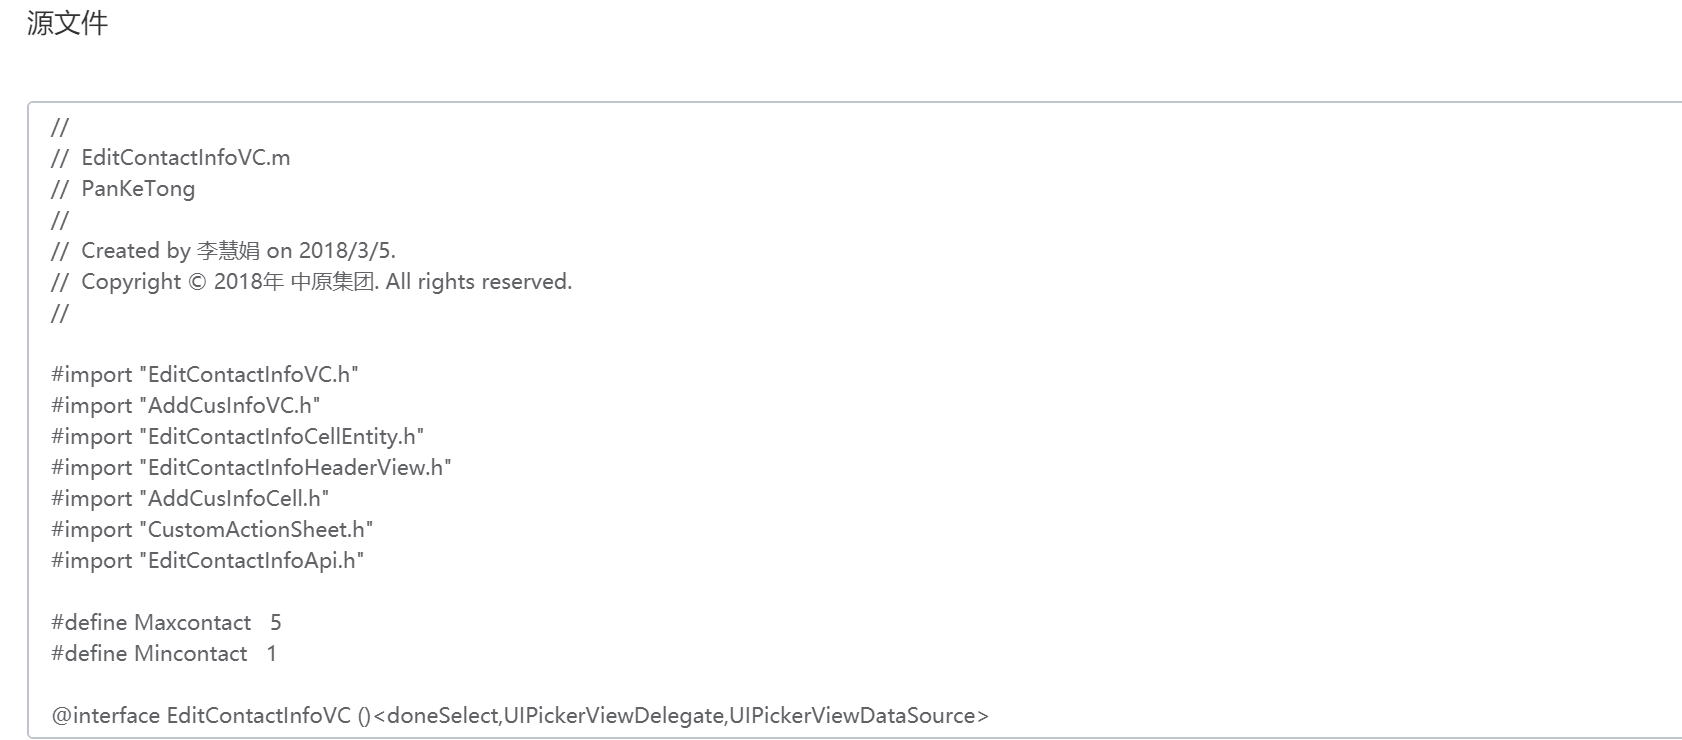 源文件
//
//  EditContactInfoVC.m
//  PanKeTong
//
//  Created by 李慧娟 on 2018/3/5.
//  Copyright © 2018年 中原集团. All rights reserved.
//
#import "EditContactInfoVC.h"
#import "AddCusInfoVC.h"
#import "EditContactInfoCellEntity.h"
#import "EditContactInfoHeaderView.h"
#import "AddCusInfoCell.h"
#import "CustomActionSheet.h"
#import "EditContactInfoApi.h"
#define Maxcontact   5
#define Mincontact   1
@interface EditContactInfoVC ()<doneSelect,UIPickerViewDelegate,UIPickerViewDataSource>